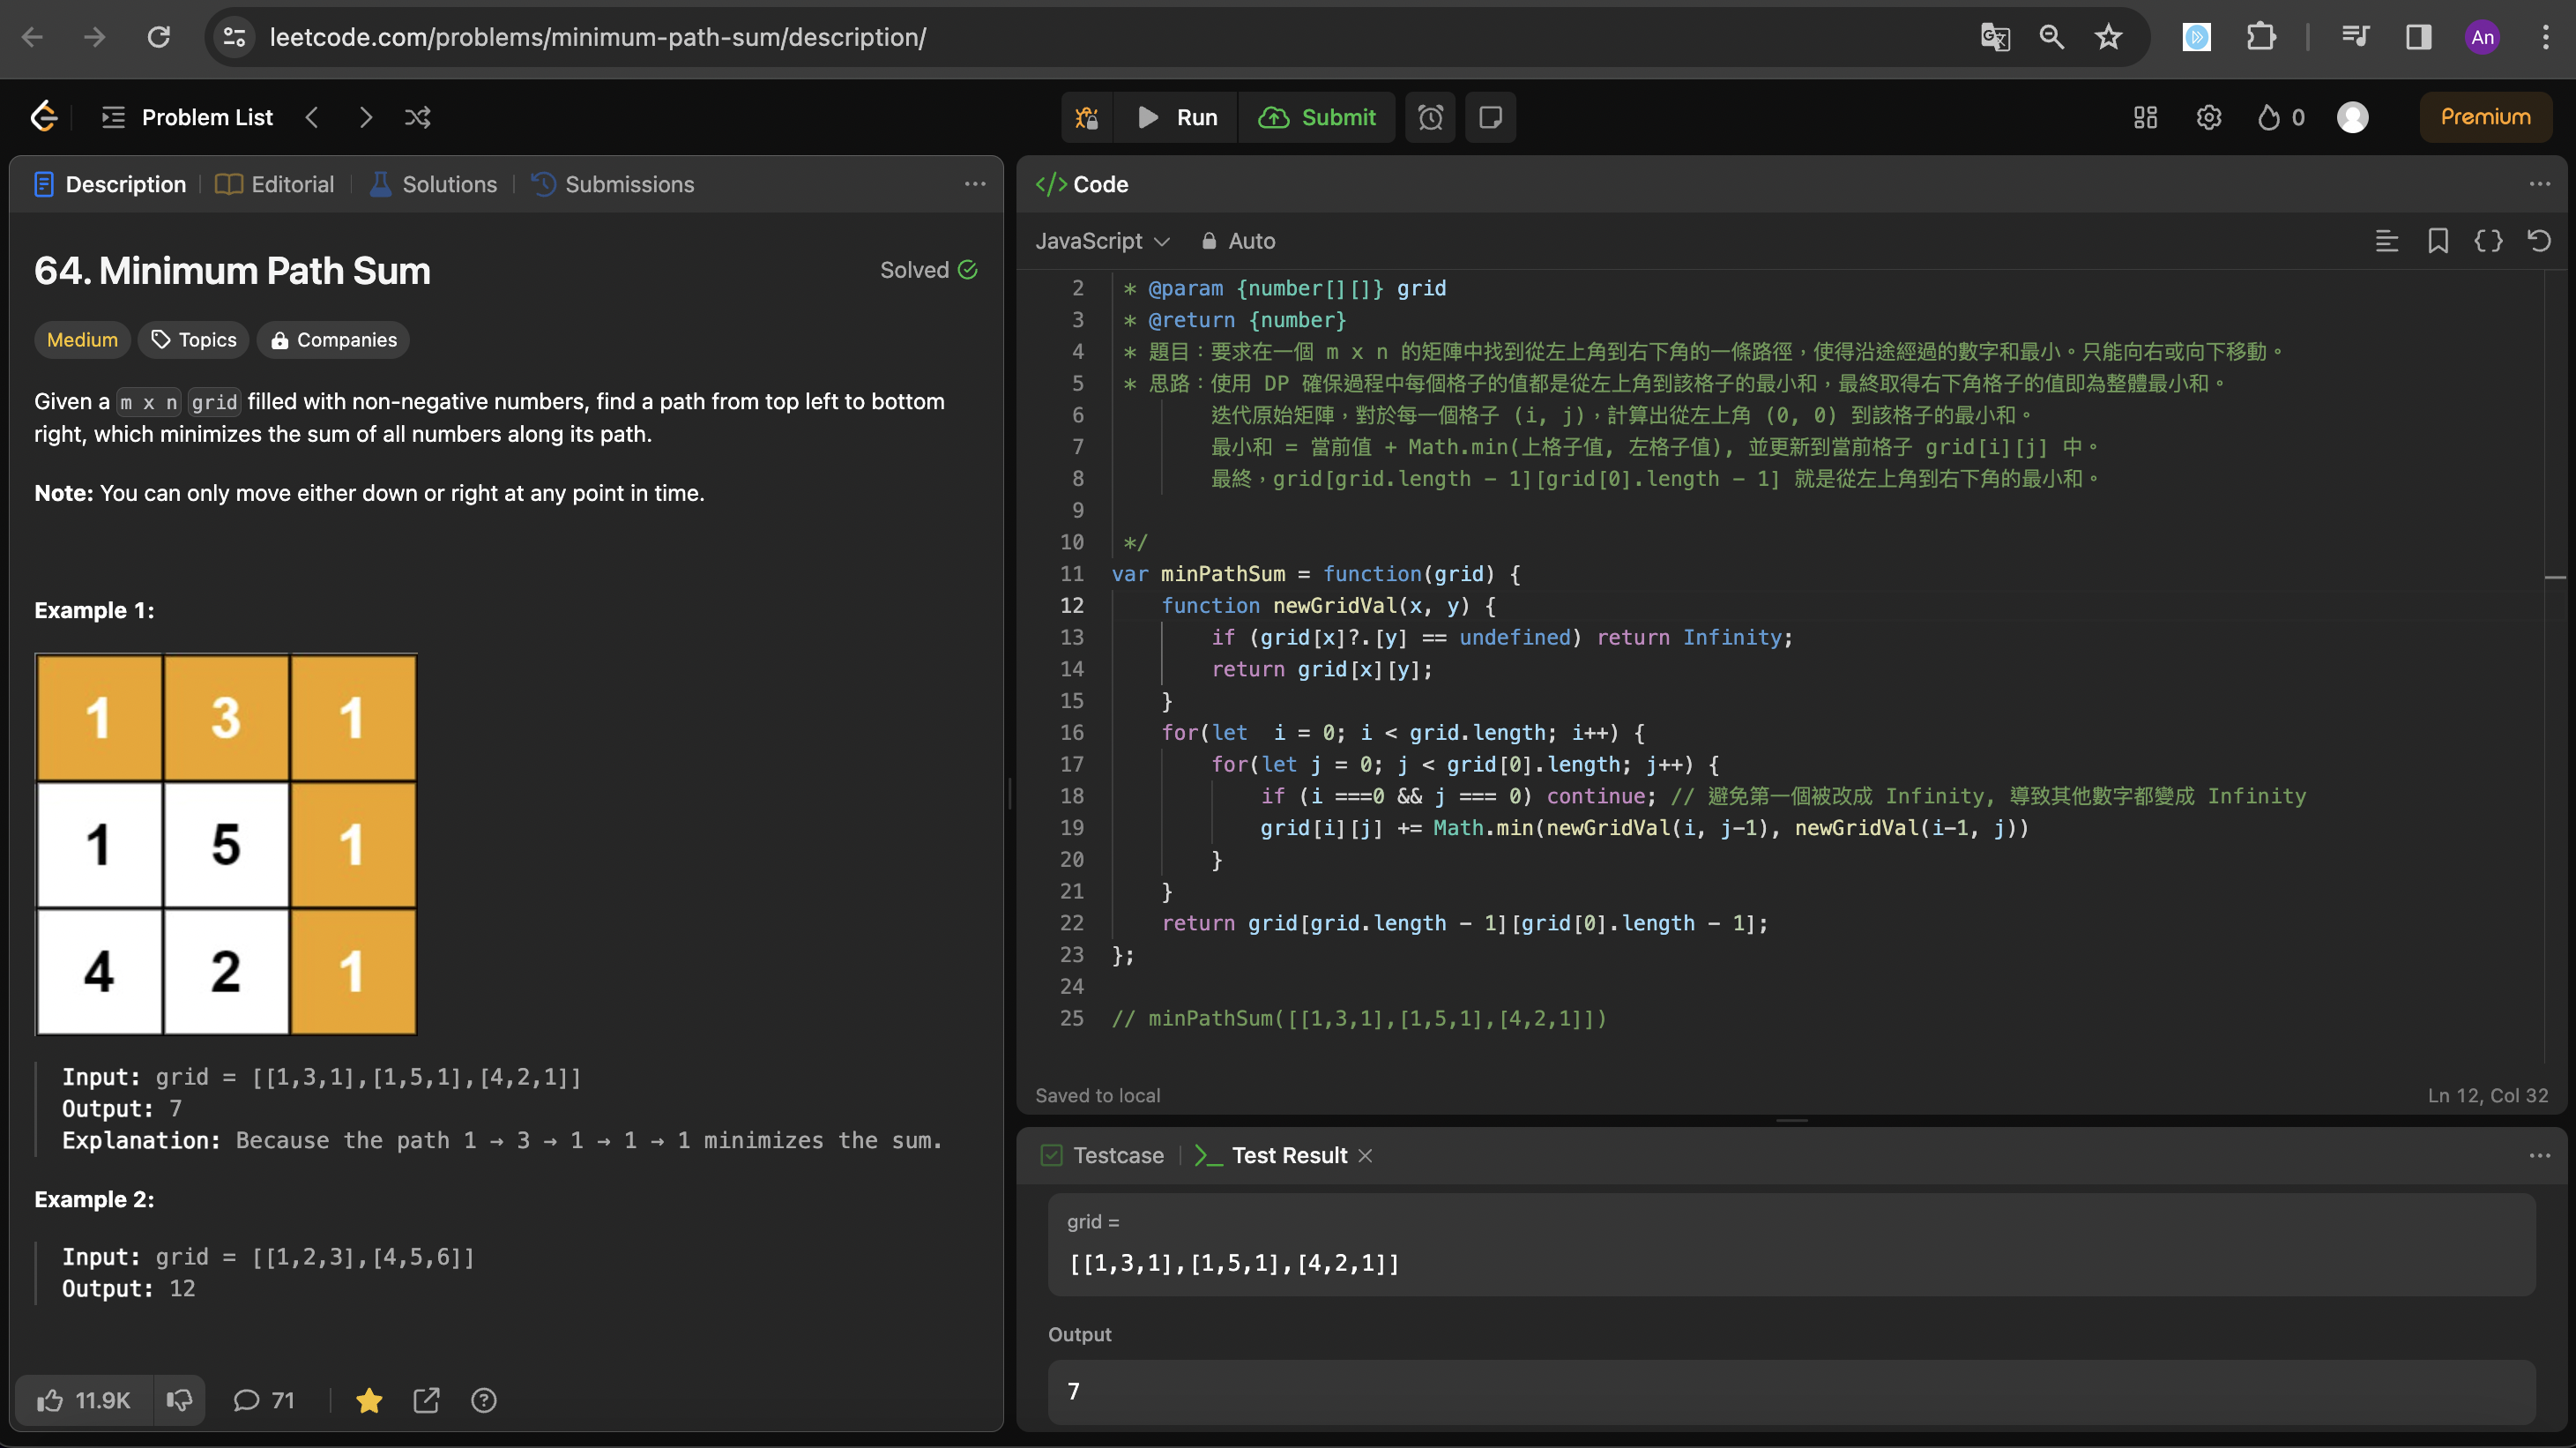 leetcode.com/problems/minimum-path-sum/description/
An
Problem List
Run
Submit
0
Premium
Description
Editorial
Solutions
Submissions
64. Minimum Path Sum
Solved
Medium
Topics
Companies
Given a m x n grid filled with non-negative numbers, find a path from top left to bottom
right, which minimizes the sum of all numbers along its path.
Note: You can only move either down or right at any point in time.
Example 1:
1 3 1
1 5 1
4 2 1
Input: grid = [[1,3,1],[1,5,1],[4,2,1]]
Output: 7
Explanation: Because the path 1 → 3 → 1 → 1 → 1 minimizes the sum.
Example 2:
Input: grid = [[1,2,3],[4,5,6]]
Output: 12
11.9K
71
</> Code
JavaScript
Auto
2 * @param {number[][]} grid
3 * @return {number}
4 * 題目：要求在一個 m x n 的矩陣中找到從左上角到右下角的一條路徑，使得沿途經過的數字和最小。只能向右或向下移動。
5 * 思路：使用 DP 確保過程中每個格子的值都是從左上角到該格子的最小和，最終取得右下角格子的值即為整體最小和。
6 迭代原始矩陣，對於每一個格子 (i, j)，計算出從左上角 (0, 0) 到該格子的最小和。
7 最小和 = 當前值 + Math.min(上格子值, 左格子值), 並更新到當前格子 grid[i][j] 中。
8 最終，grid[grid.length - 1][grid[0].length - 1] 就是從左上角到右下角的最小和。
9
10 */
11 var minPathSum = function(grid) {
12 function newGridVal(x, y) {
13 if (grid[x]?.[y] == undefined) return Infinity;
14 return grid[x][y];
15 }
16 for(let  i = 0; i < grid.length; i++) {
17 for(let j = 0; j < grid[0].length; j++) {
18 if (i ===0 && j === 0) continue; // 避免第一個被改成 Infinity, 導致其他數字都變成 Infinity
19 grid[i][j] += Math.min(newGridVal(i, j-1), newGridVal(i-1, j))
20 }
21 }
22 return grid[grid.length - 1][grid[0].length - 1];
23 };
24
25 // minPathSum([[1,3,1],[1,5,1],[4,2,1]])
Saved to local
Ln 12, Col 32
Testcase
Test Result
grid =
[[1,3,1],[1,5,1],[4,2,1]]
Output
7